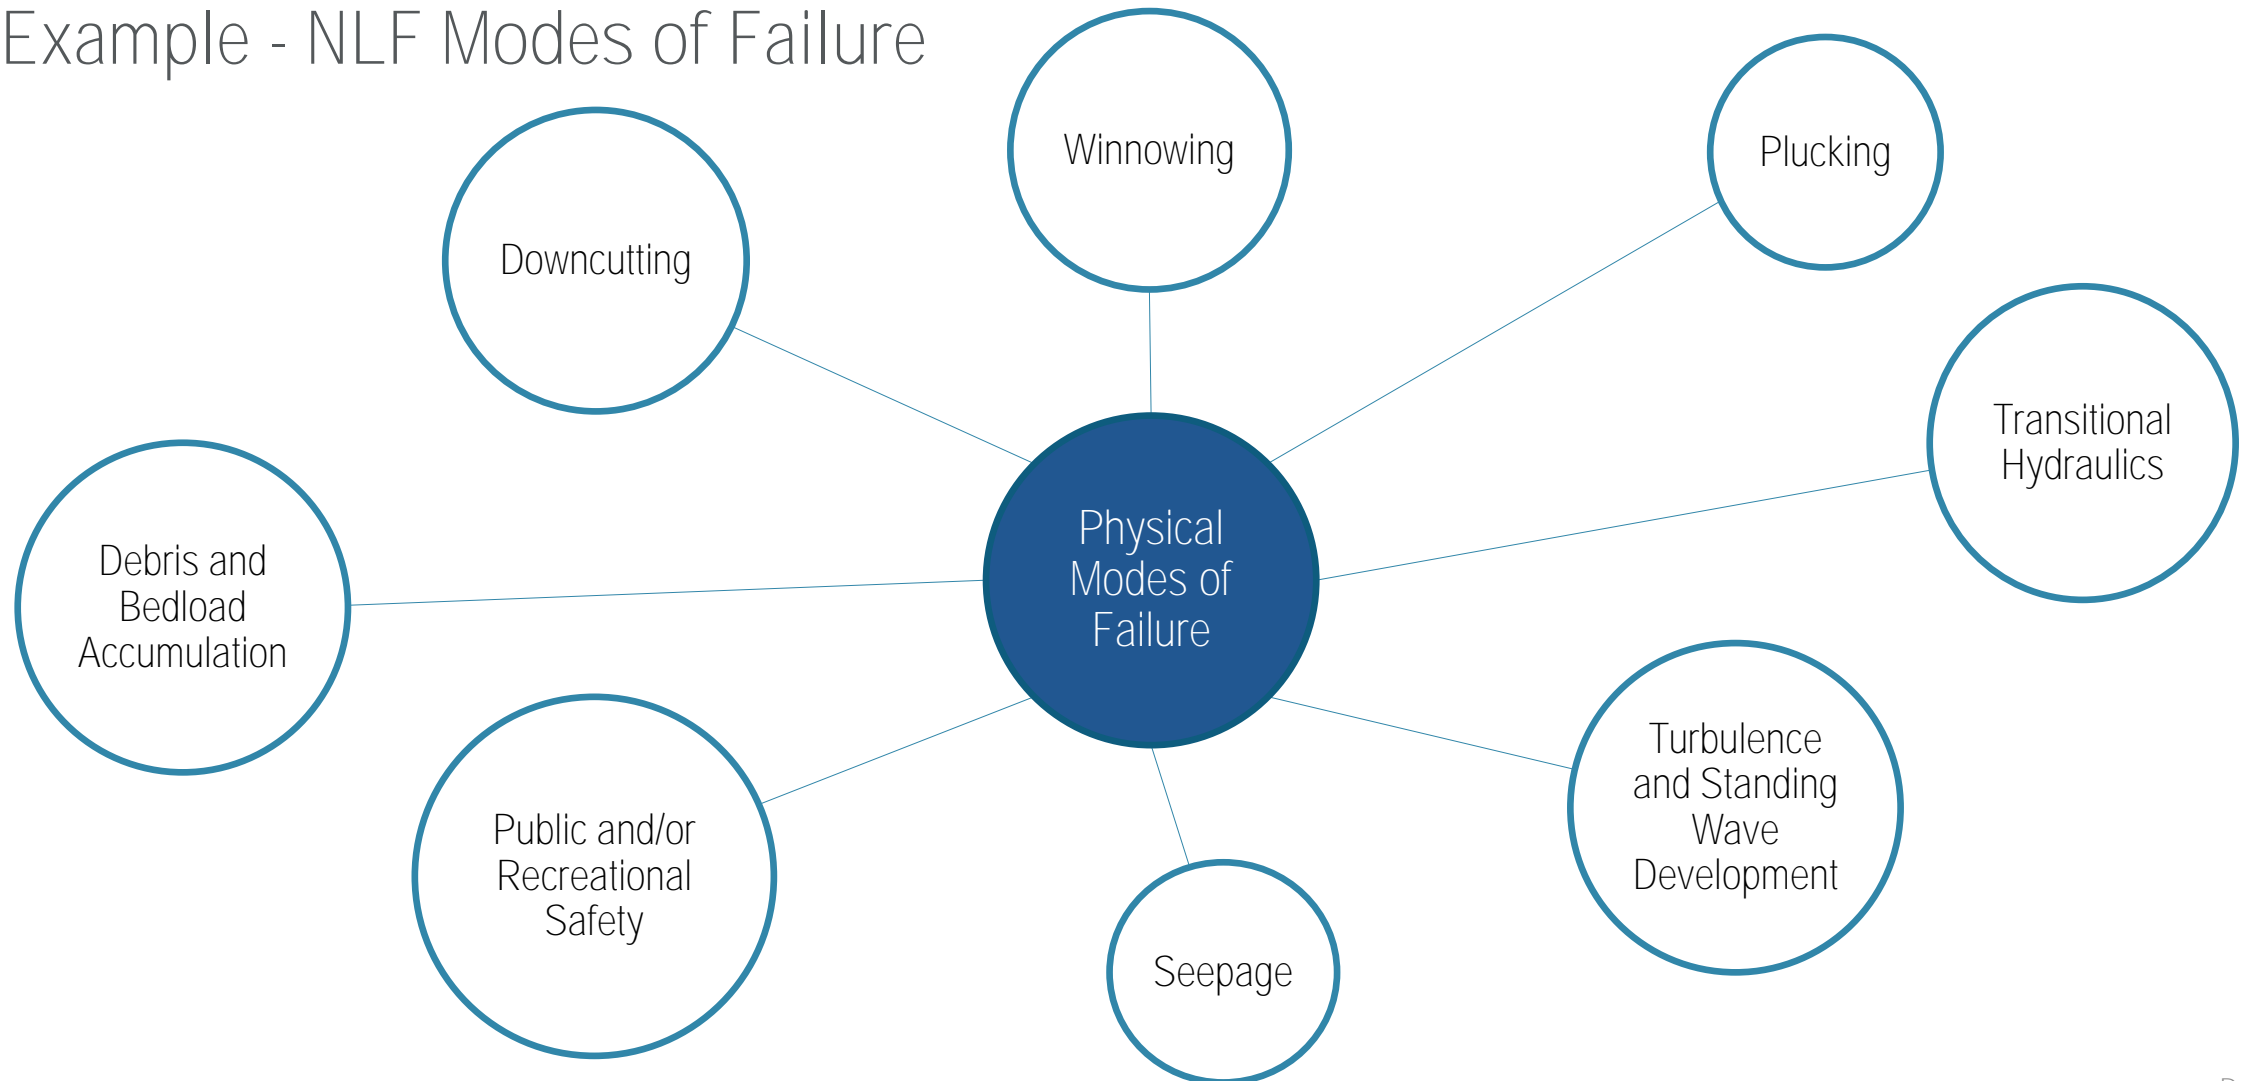 Example - NLF Modes of Failure
Winnowing
Plucking
Downcutting
Transitional
Hydraulics
Physical
Modes of
Failure
Debris and
Bedload
Accumulation
Turbulence
and Standing
Wave
Development
Public and/or
Recreational
Safety
Seepage